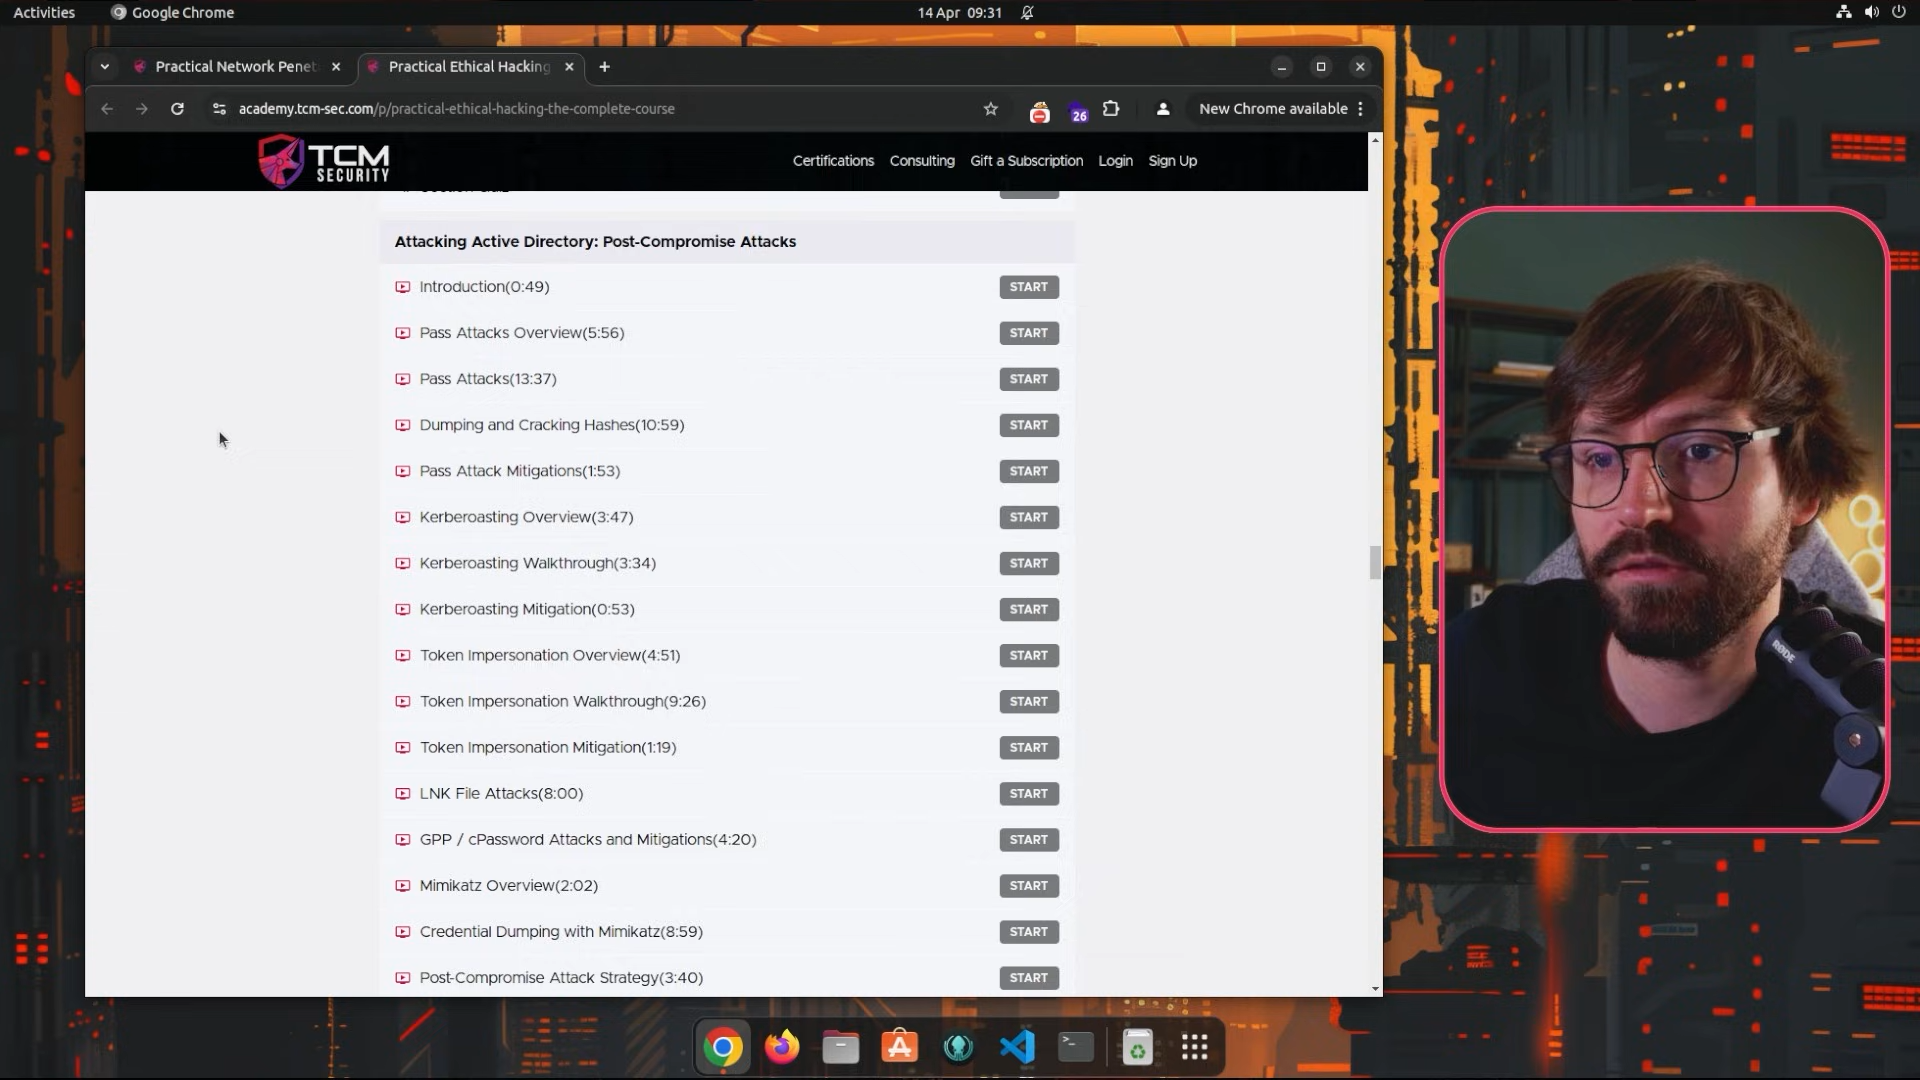 Activities
Google Chrome
14 Apr 09:31
Practical Network Penet
Practical Ethical Hacking
academy.tcm-sec.com/p/practical-ethical-hacking-the-complete-course
26
New Chrome available
TCM
SECURITY
Certifications
Consulting
Gift a Subscription
Login
Sign Up
Attacking Active Directory: Post-Compromise Attacks
Introduction(0:49)
START
Pass Attacks Overview(5:56)
START
Pass Attacks(13:37)
START
Dumping and Cracking Hashes(10:59)
START
Pass Attack Mitigations(1:53)
START
Kerberoasting Overview(3:47)
START
Kerberoasting Walkthrough(3:34)
START
Kerberoasting Mitigation(0:53)
START
Token Impersonation Overview(4:51)
START
Token Impersonation Walkthrough(9:26)
START
Token Impersonation Mitigation(1:19)
START
LNK File Attacks(8:00)
START
GPP / cPassword Attacks and Mitigations(4:20)
START
Mimikatz Overview(2:02)
START
Credential Dumping with Mimikatz(8:59)
START
Post-Compromise Attack Strategy(3:40)
START
RØDE